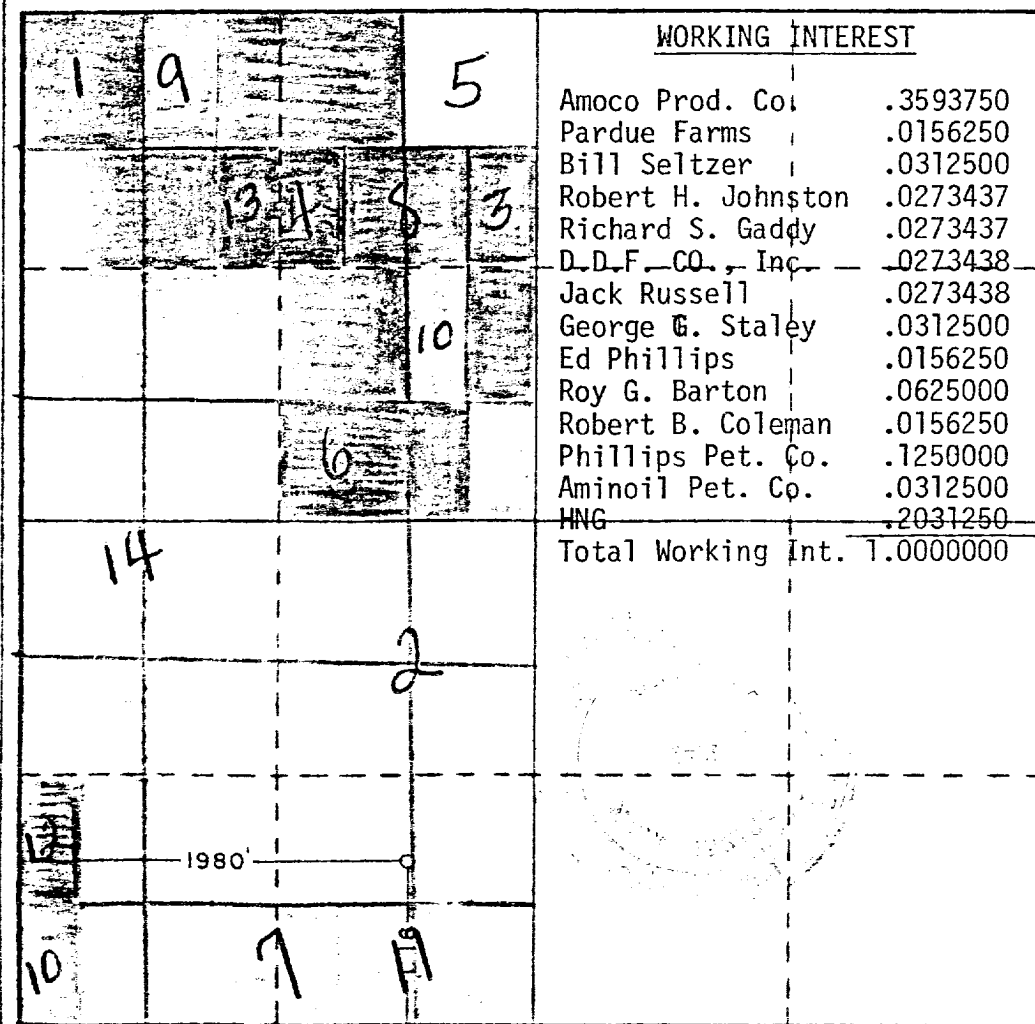 WORKING INTEREST
Amoco Prod. Co. .3593750
Pardue Farms .0156250
Bill Seltzer .0312500
Robert H. Johnston .0273437
Richard S. Gaddy .0273437
D.D.F. CO., Inc. .0273438
Jack Russell .0273438
George G. Staley .0312500
Ed Phillips .0156250
Roy G. Barton .0625000
Robert B. Coleman .0156250
Phillips Pet. Co. .1250000
Aminoil Pet. Co. .0312500
HNG .2031250
Total Working Int. 1.0000000
1 9 5
13 4 8 3
10
6
14
2
12
1980'
10 7 11